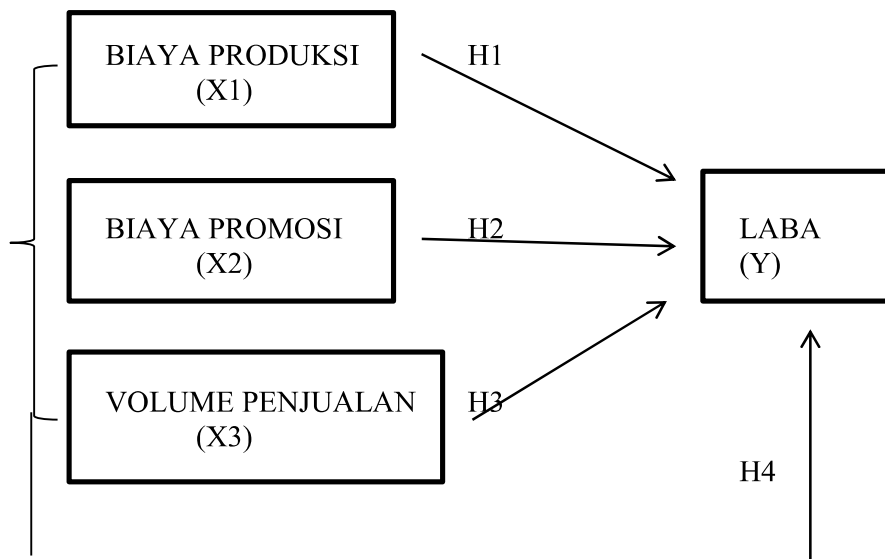 BIAYA PRODUKSI
(X1)
H1
BIAYA PROMOSI
(X2)
H2
LABA
(Y)
VOLUME PENJUALAN
(X3)
H3
H4